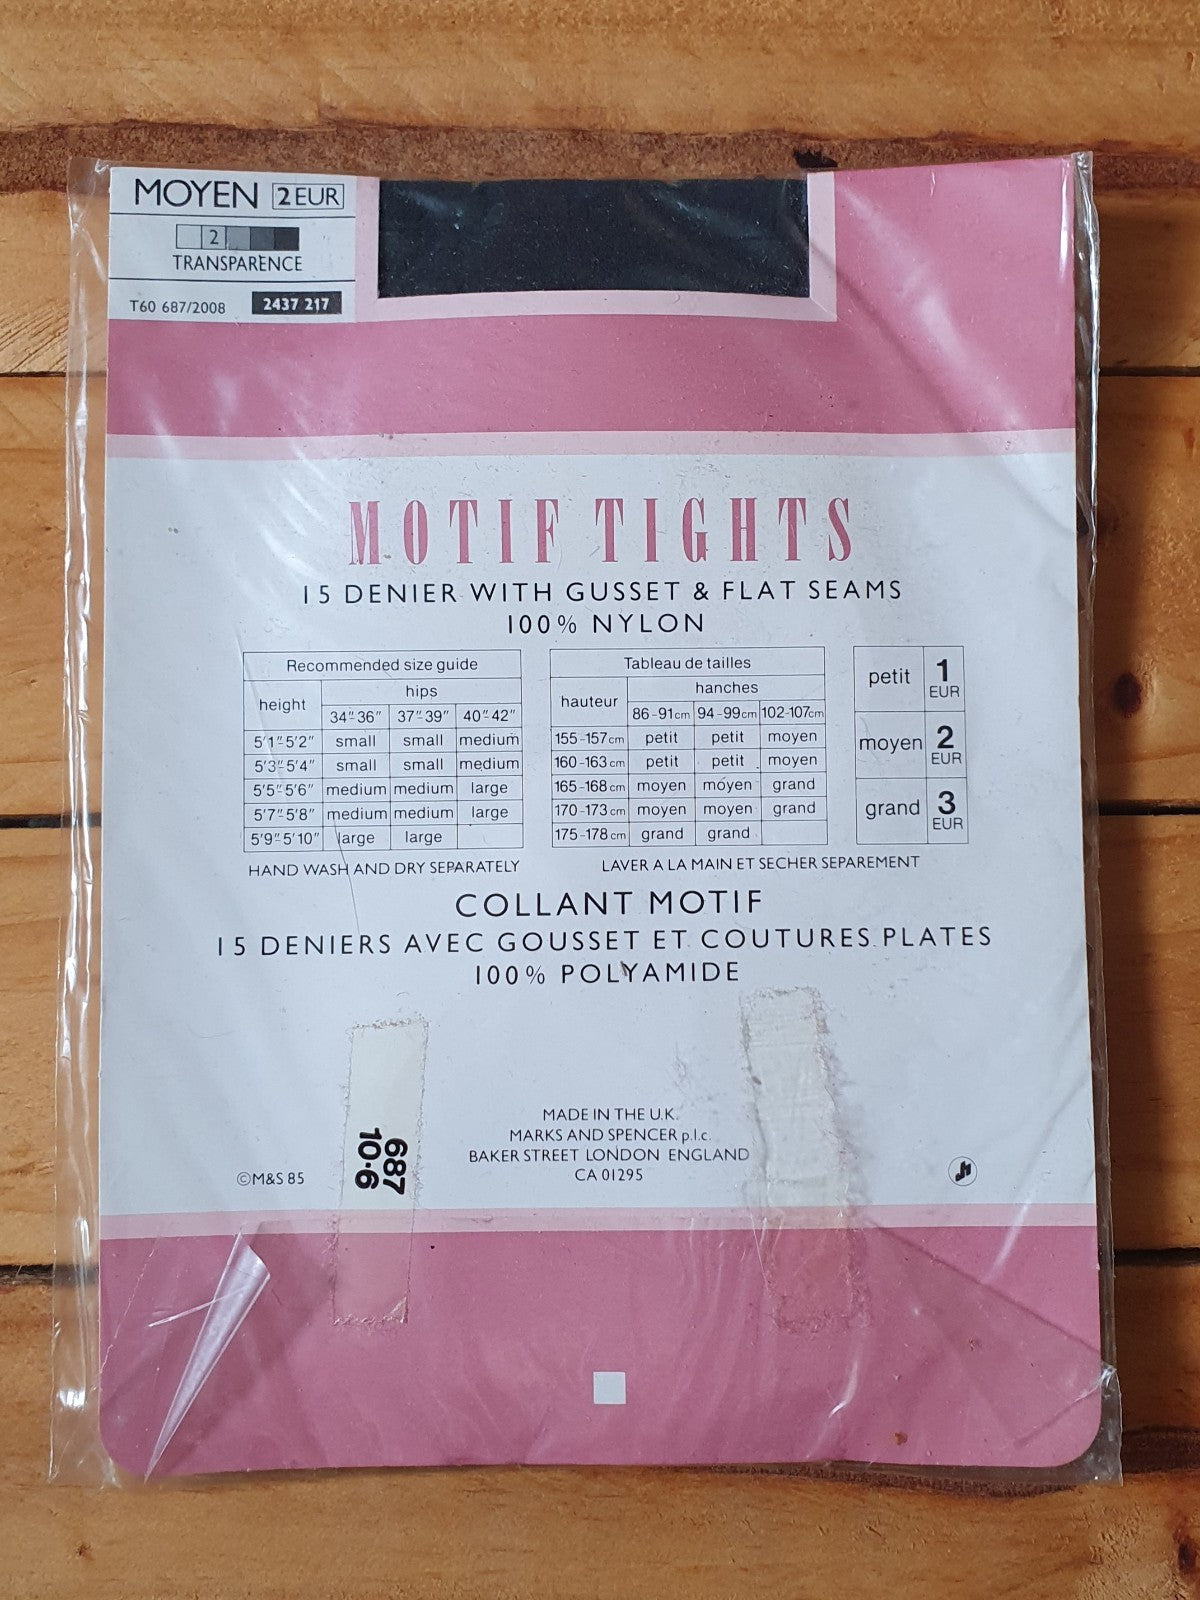 MOYEN 2 EUR
2
TRANSPARENCE
T60 687/2008 2437 217
MOTIF TIGHTS
15 DENIER WITH GUSSET & FLAT SEAMS
100% NYLON
Recommended size guide
height hips
34"-36" 37"-39" 40"-42"
5'1"-5'2" small small medium
5'3"-5'4" small small medium
5'5"-5'6" medium medium large
5'7"-5'8" medium medium large
5'9"-5'10" large large
HAND WASH AND DRY SEPARATELY
Tableau de tailles
hauteur hanches
86-91cm 94-99cm 102-107cm
155-157cm petit petit moyen
160-163cm petit petit moyen
165-168cm moyen moyen grand
170-173cm moyen moyen grand
175-178cm grand grand
LAVER A LA MAIN ET SECHER SEPAREMENT
petit 1 EUR
moyen 2 EUR
grand 3 EUR
COLLANT MOTIF
15 DENIERS AVEC GOUSSET ET COUTURES PLATES
100% POLYAMIDE
687
10·6
MADE IN THE U.K.
MARKS AND SPENCER p.l.c.
BAKER STREET LONDON ENGLAND
CA 01295
©M&S 85